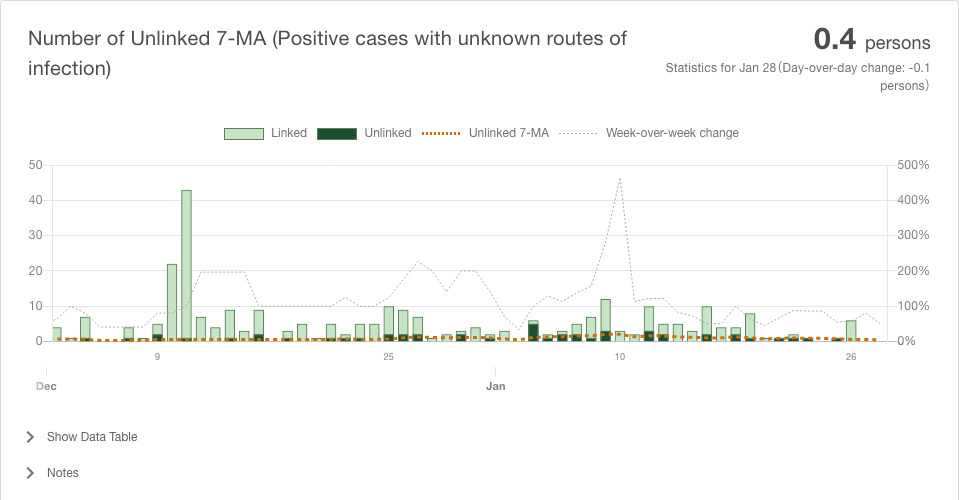 Number of Unlinked 7-MA (Positive cases with unknown routes of
infection)
0.4 persons
Statistics for Jan 28(Day-over-day change: -0.1
persons)
Linked Unlinked Unlinked 7-MA Week-over-week change
50 500%
40 400%
30 300%
20 200%
10 100%
0 0%
9 25 10 26
Dec Jan
Show Data Table
Notes